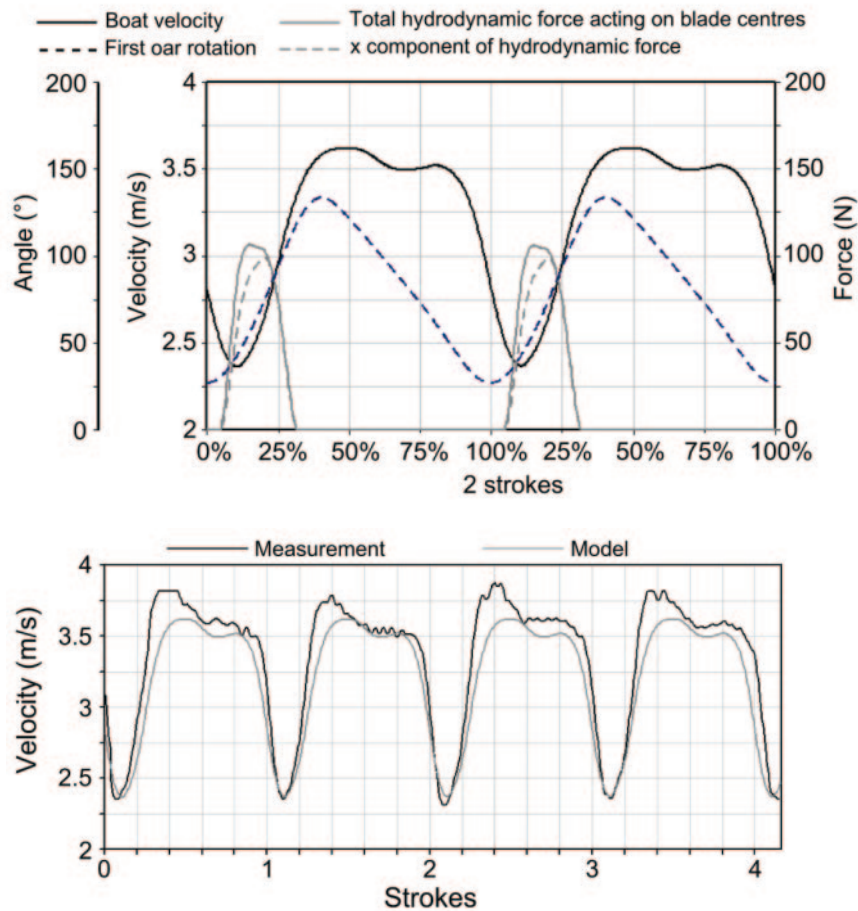 Boat velocity
Total hydrodynamic force acting on blade centres
First oar rotation
x component of hydrodynamic force
200
4
200
150
3.5
150
Angle (°)
Velocity (m/s)
Force (N)
100
3
100
50
2.5
50
0
2
0
0% 25% 50% 75% 100% 25% 50% 75% 100%
2 strokes
Measurement
Model
4
3.5
Velocity (m/s)
3
2.5
2
0 1 2 3 4
Strokes